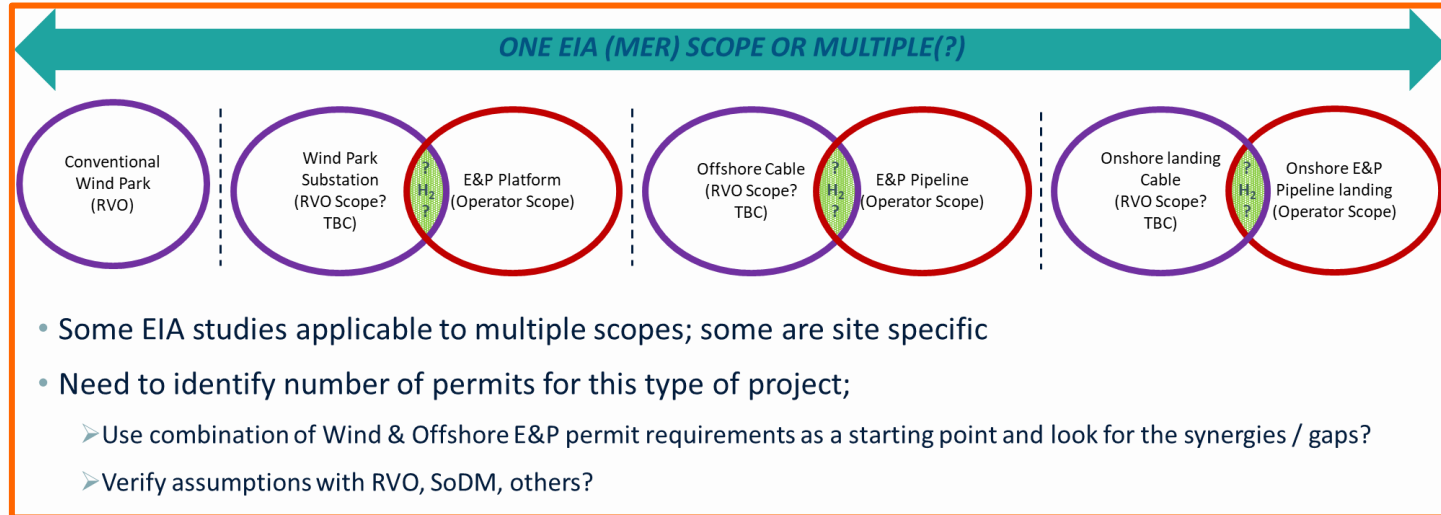 ONE EIA (MER) SCOPE OR MULTIPLE(?)
Conventional
Wind Park
(RVO)
Wind Park
Substation
(RVO Scope?
TBC)
?
H₂
?
E&P Platform
(Operator Scope)
Offshore Cable
(RVO Scope?
TBC)
?
H₂
?
E&P Pipeline
(Operator Scope)
Onshore landing
Cable
(RVO Scope?
TBC)
?
H₂
?
Onshore E&P
Pipeline landing
(Operator Scope)
• Some EIA studies applicable to multiple scopes; some are site specific
• Need to identify number of permits for this type of project;
➢Use combination of Wind & Offshore E&P permit requirements as a starting point and look for the synergies / gaps?
➢Verify assumptions with RVO, SoDM, others?